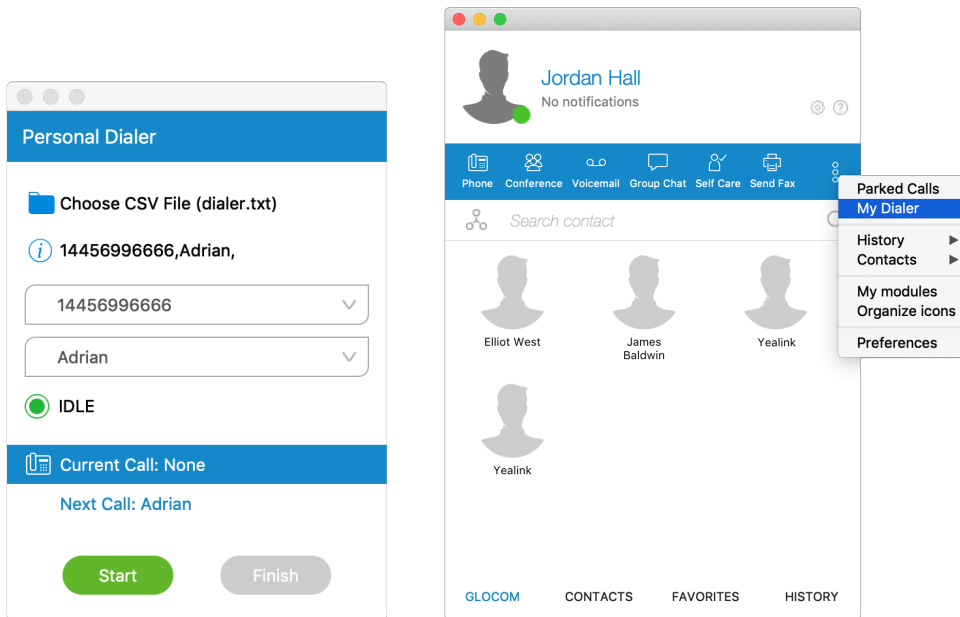 Personal Dialer
Choose CSV File (dialer.txt)
14456996666,Adrian,
14456996666
Adrian
IDLE
Current Call: None
Next Call: Adrian
Start
Finish
Jordan Hall
No notifications
Phone
Conference
Voicemail
Group Chat
Self Care
Send Fax
Search contact
Elliot West
James
Baldwin
Yealink
Yealink
GLOCOM
CONTACTS
FAVORITES
HISTORY
Parked Calls
My Dialer
History
Contacts
My modules
Organize icons
Preferences